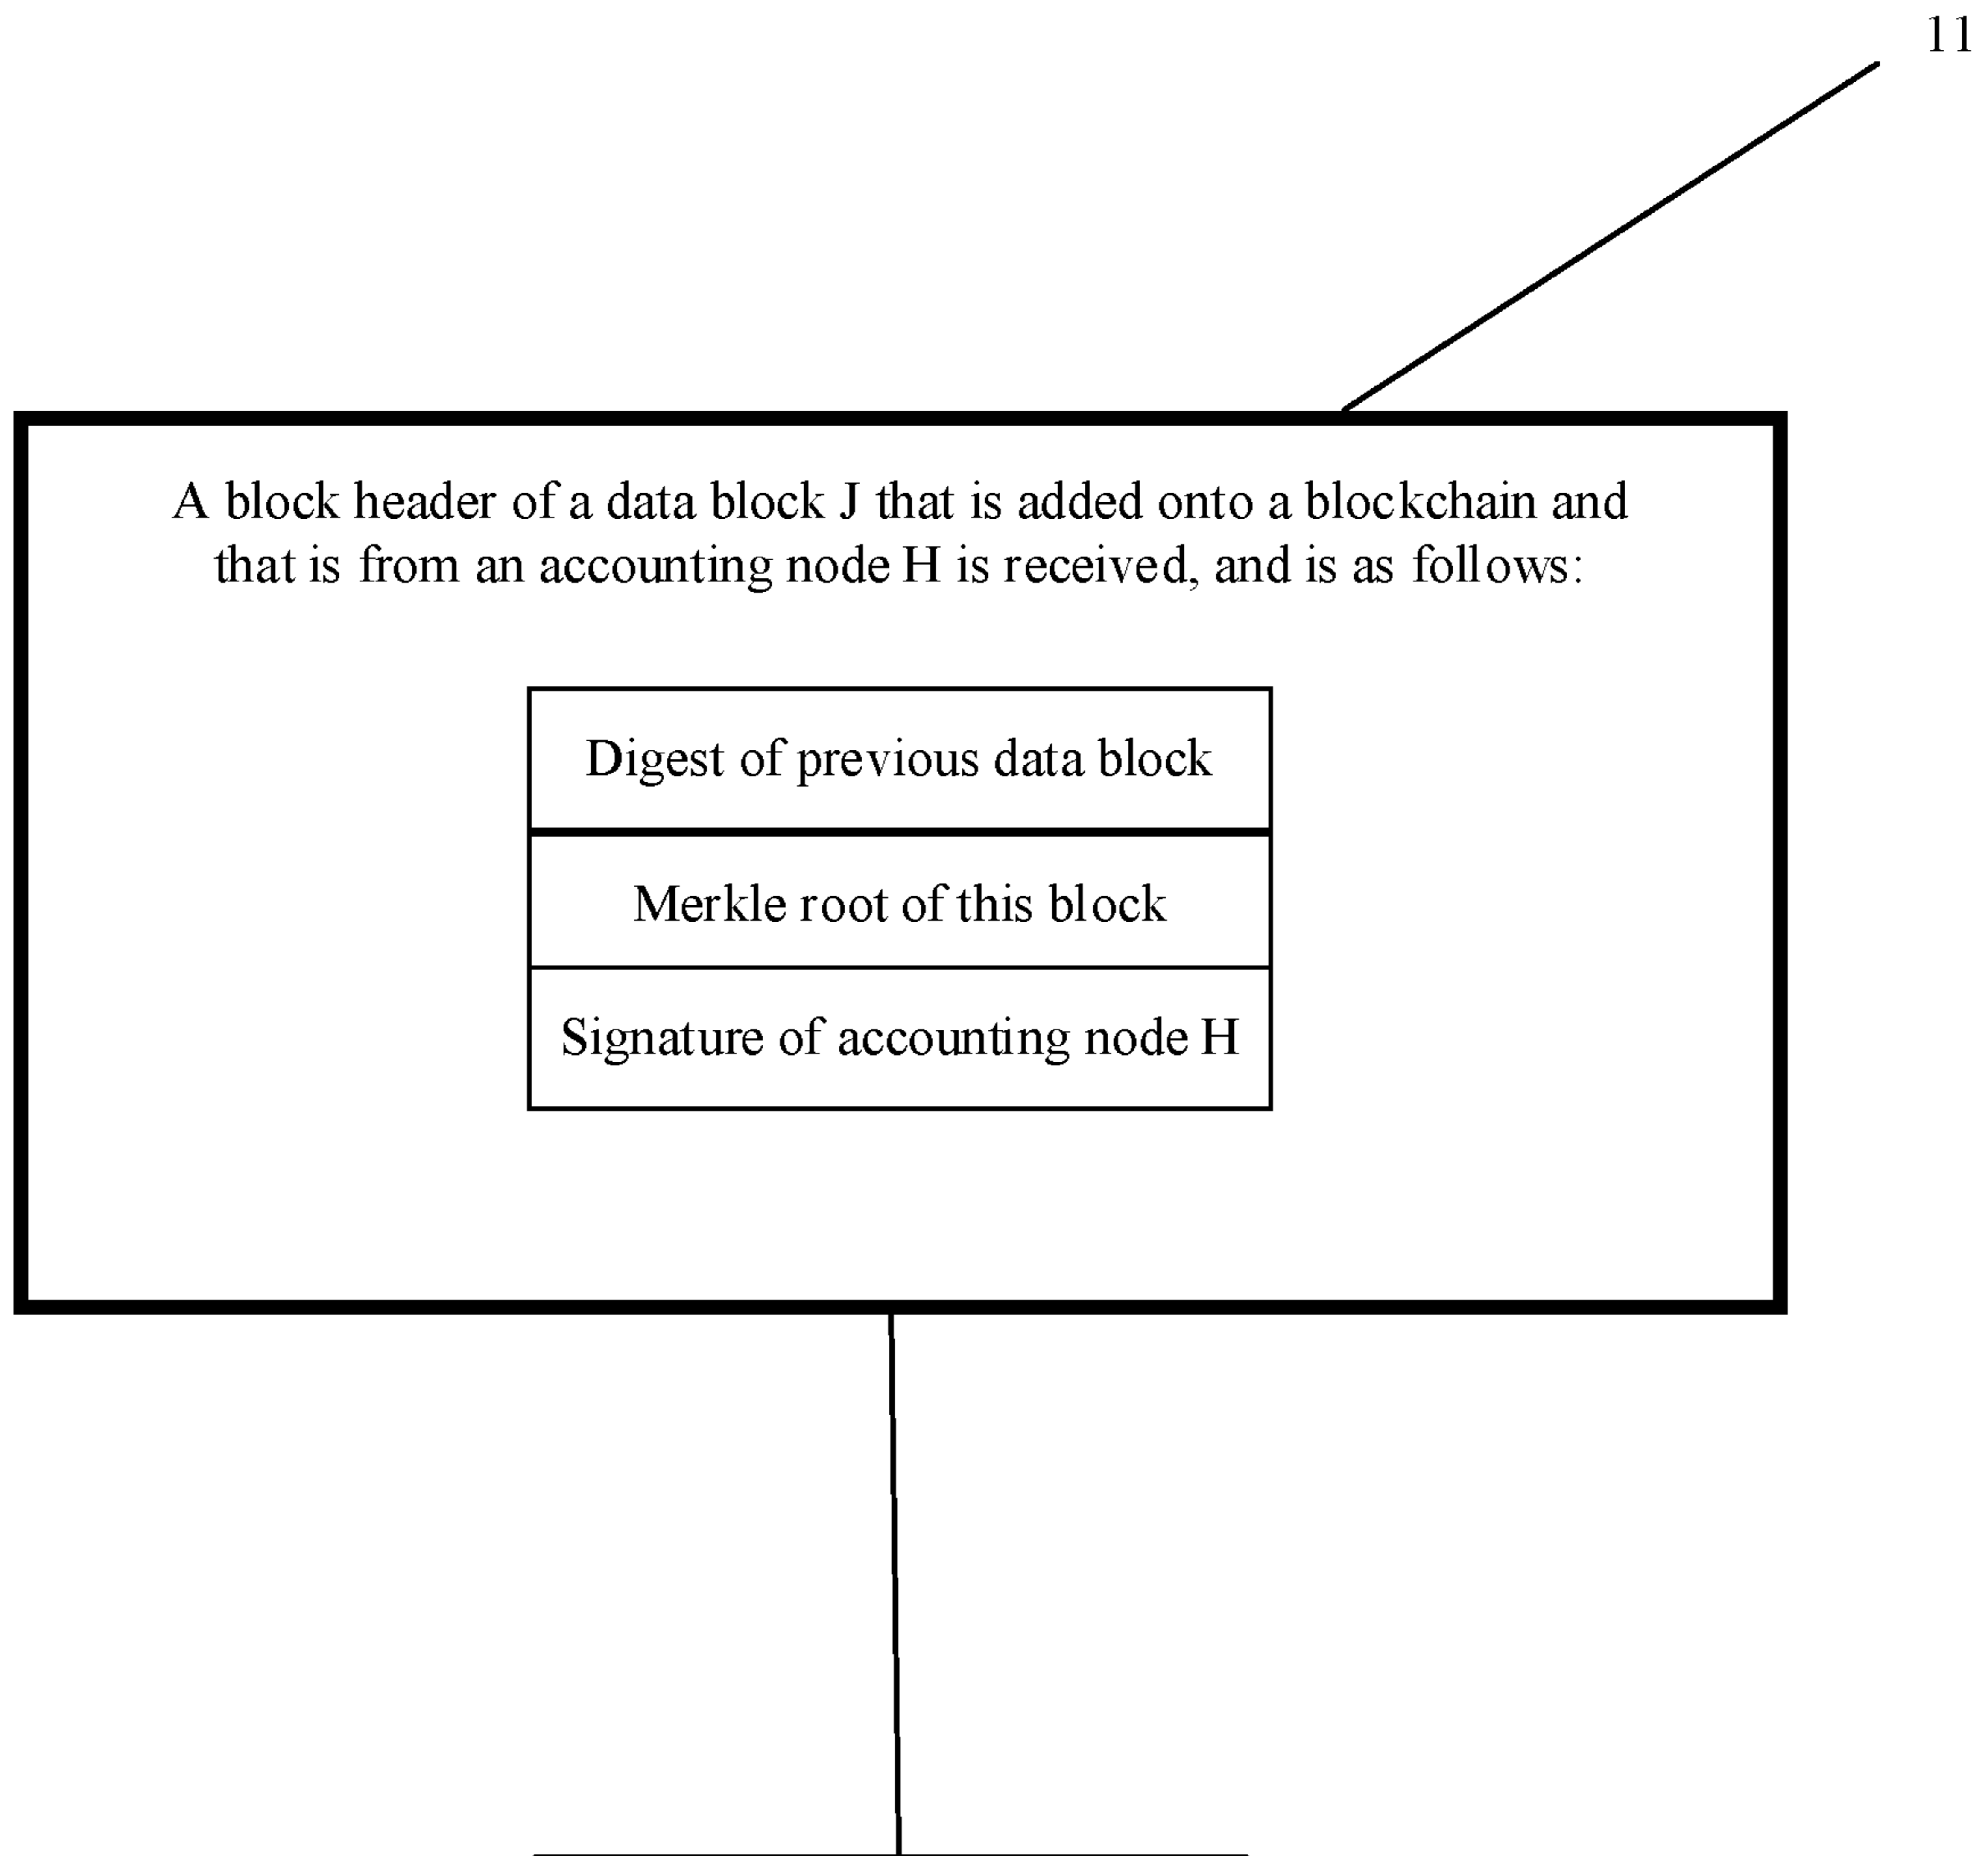 11
A block header of a data block J that is added onto a blockchain and
that is from an accounting node H is received, and is as follows:
Digest of previous data block
Merkle root of this block
Signature of accounting node H